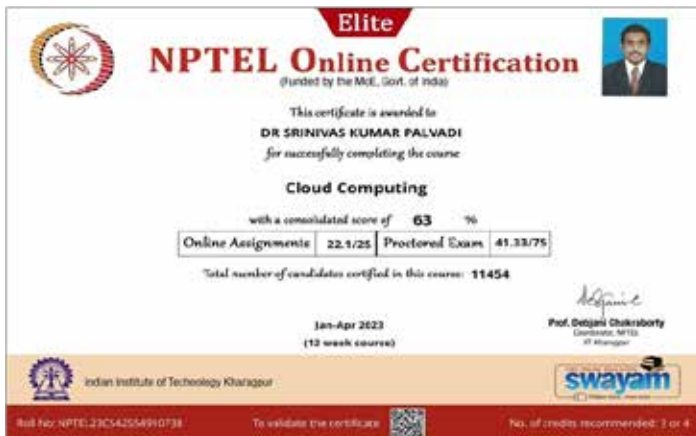 Elite
NPTEL Online Certification
(Funded by the MoE, Govt. of India)
This certificate is awarded to
DR SRINIVAS KUMAR PALVADI
for successfully completing the course
Cloud Computing
with a consolidated score of 63 %
Online Assignments 22.1/25 Proctored Exam 41.33/75
Total number of candidates certified in this course: 11454
Jan-Apr 2023
(12 week course)
Prof. Debjani Chakraborty
Coordinator, NPTEL
IIT Kharagpur
Indian Institute of Technology Kharagpur
swayam
Roll No: NPTEL23CS42S54910738
To validate the certificate
No. of credits recommended: 3 or 4